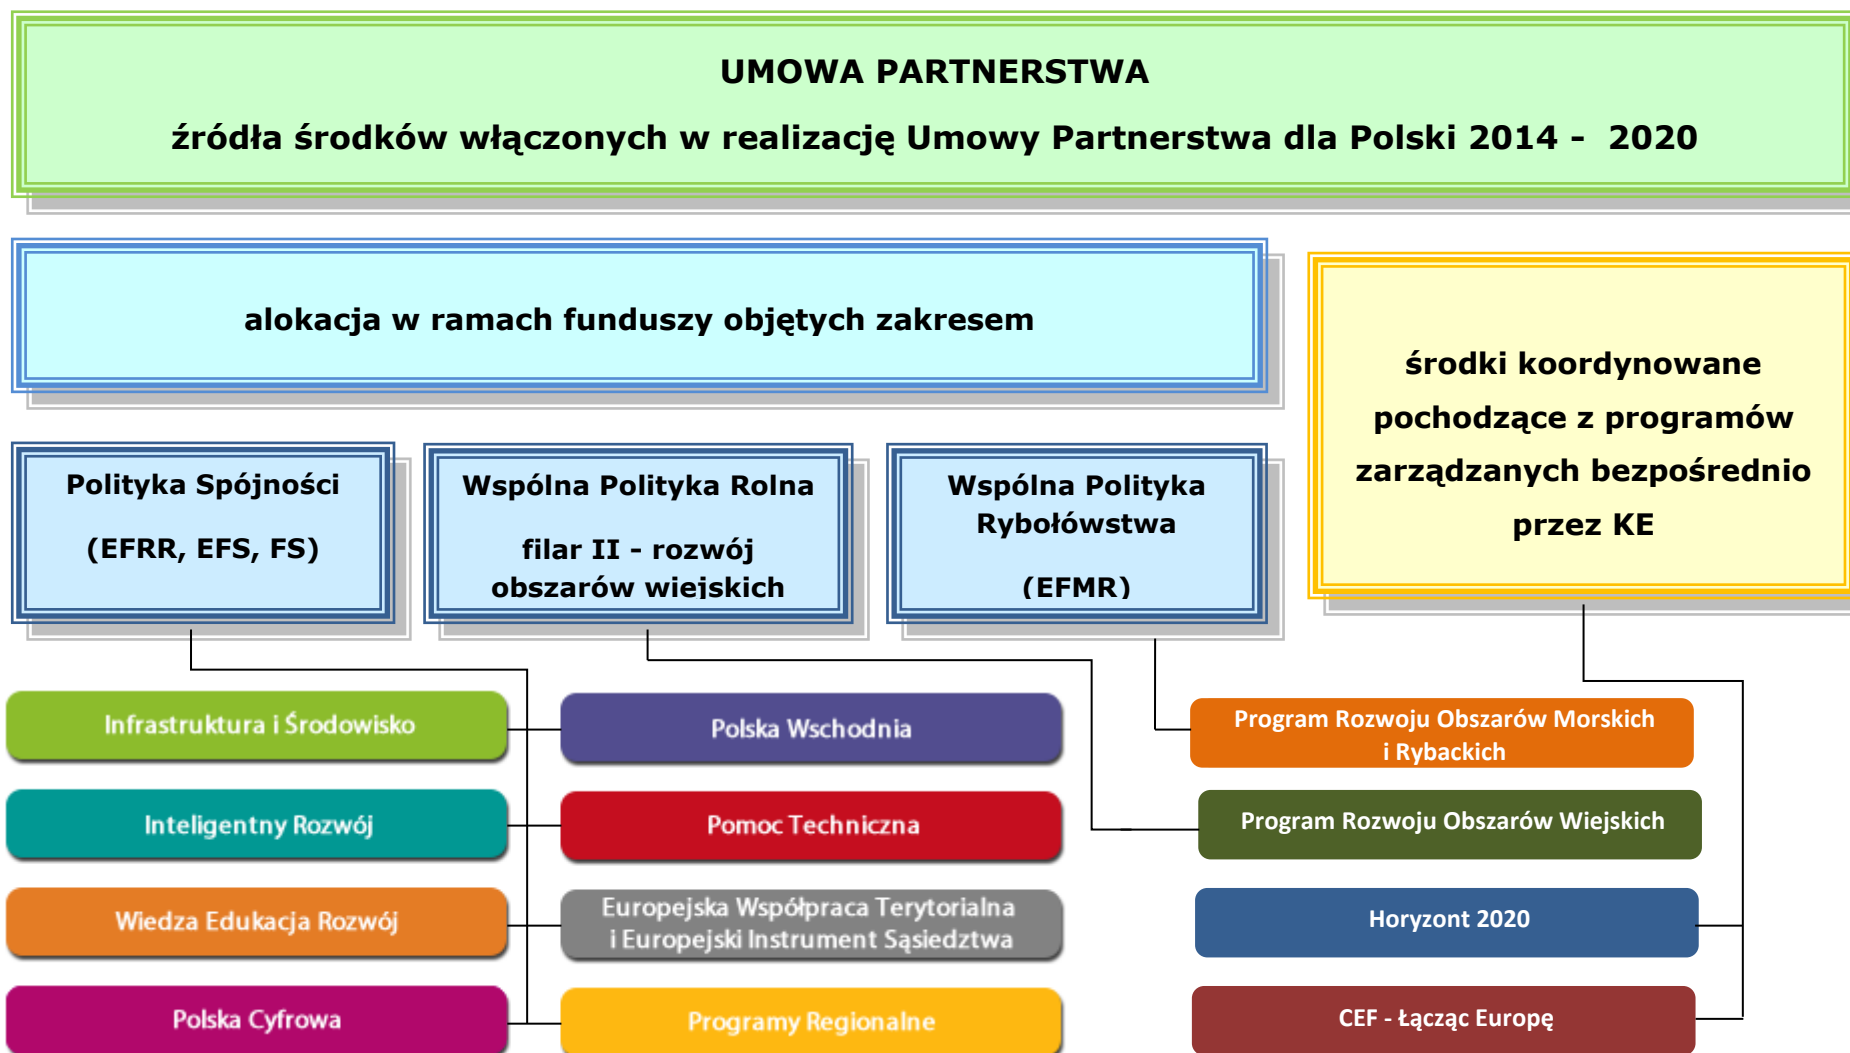 UMOWA PARTNERSTWA
źródła środków włączonych w realizację Umowy Partnerstwa dla Polski 2014 - 2020
alokacja w ramach funduszy objętych zakresem
środki koordynowane
pochodzące z programów
zarządzanych bezpośrednio
przez KE
Polityka Spójności
(EFRR, EFS, FS)
Wspólna Polityka Rolna
filar II - rozwój
obszarów wiejskich
Wspólna Polityka
Rybołówstwa
(EFMR)
Infrastruktura i Środowisko
Polska Wschodnia
Program Rozwoju Obszarów Morskich
i Rybackich
Inteligentny Rozwój
Pomoc Techniczna
Program Rozwoju Obszarów Wiejskich
Wiedza Edukacja Rozwój
Europejska Współpraca Terytorialna
i Europejski Instrument Sąsiedztwa
Horyzont 2020
Polska Cyfrowa
Programy Regionalne
CEF - Łącząc Europę